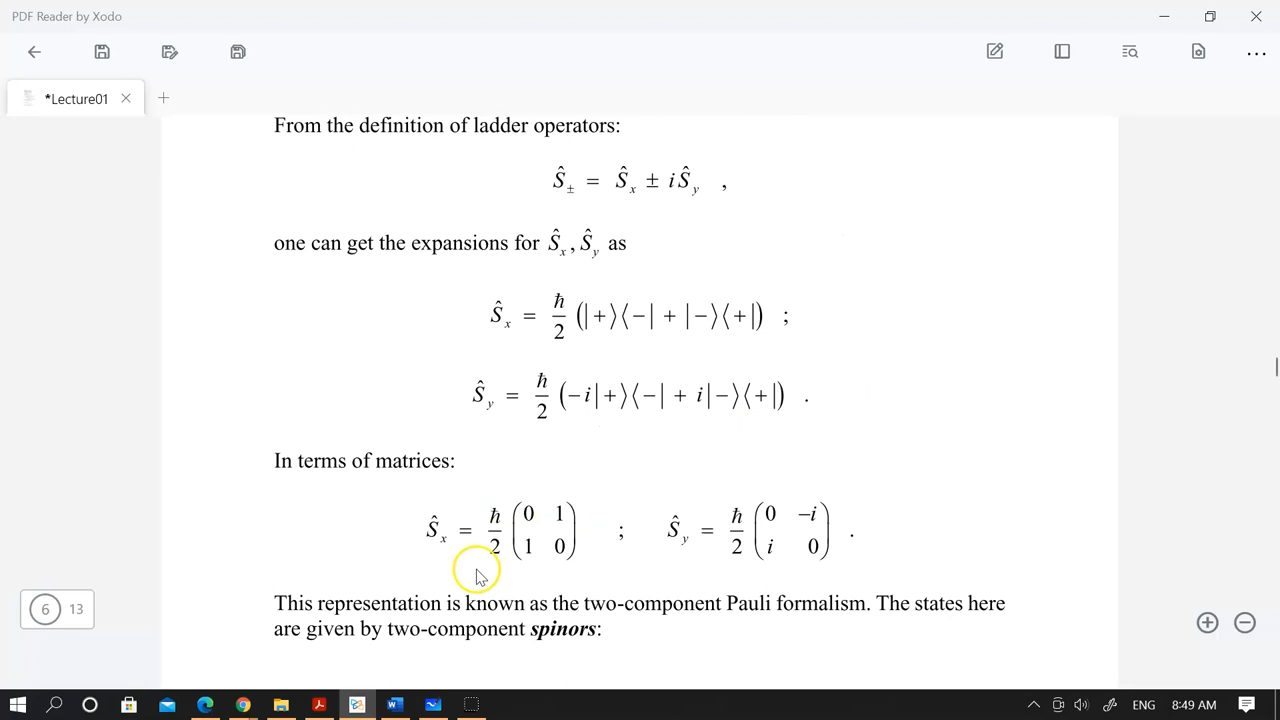 PDF Reader by Xodo
*Lecture01
From the definition of ladder operators:
Ŝ± = Ŝx ± iŜy ,
one can get the expansions for Ŝx, Ŝy as
Ŝx = ħ/2 (|+⟩⟨−| + |−⟩⟨+|) ;
Ŝy = ħ/2 (−i|+⟩⟨−| + i|−⟩⟨+|) .
In terms of matrices:
Ŝx = ħ/2 (0 1; 1 0) ; Ŝy = ħ/2 (0 −i; i 0) .
This representation is known as the two-component Pauli formalism. The states here
are given by two-component spinors:
6 13
ENG 8:49 AM